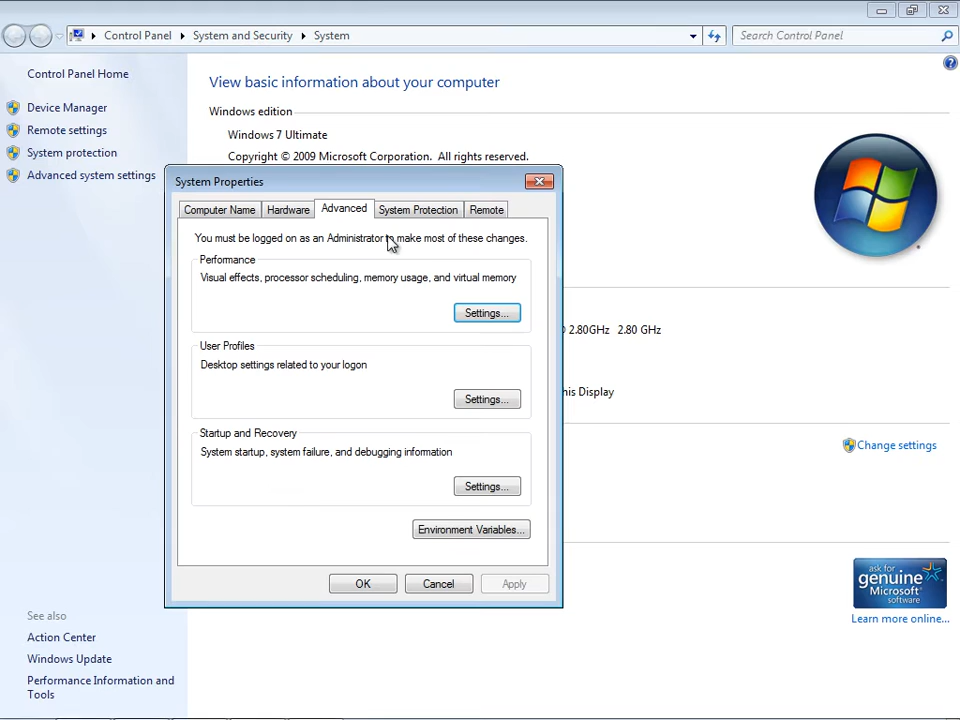 Control Panel
System and Security
System
Search Control Panel
Control Panel Home
Device Manager
Remote settings
System protection
Advanced system settings
View basic information about your computer
Windows edition
Windows 7 Ultimate
Copyright © 2009 Microsoft Corporation. All rights reserved.
System Properties
Computer Name
Hardware
Advanced
System Protection
Remote
You must be logged on as an Administrator to make most of these changes.
Performance
Visual effects, processor scheduling, memory usage, and virtual memory
Settings...
User Profiles
Desktop settings related to your logon
Settings...
Startup and Recovery
System startup, system failure, and debugging information
Settings...
Environment Variables...
OK
Cancel
Apply
2.80GHz 2.80 GHz
his Display
Change settings
ask for
genuine
Microsoft
software
Learn more online...
See also
Action Center
Windows Update
Performance Information and
Tools